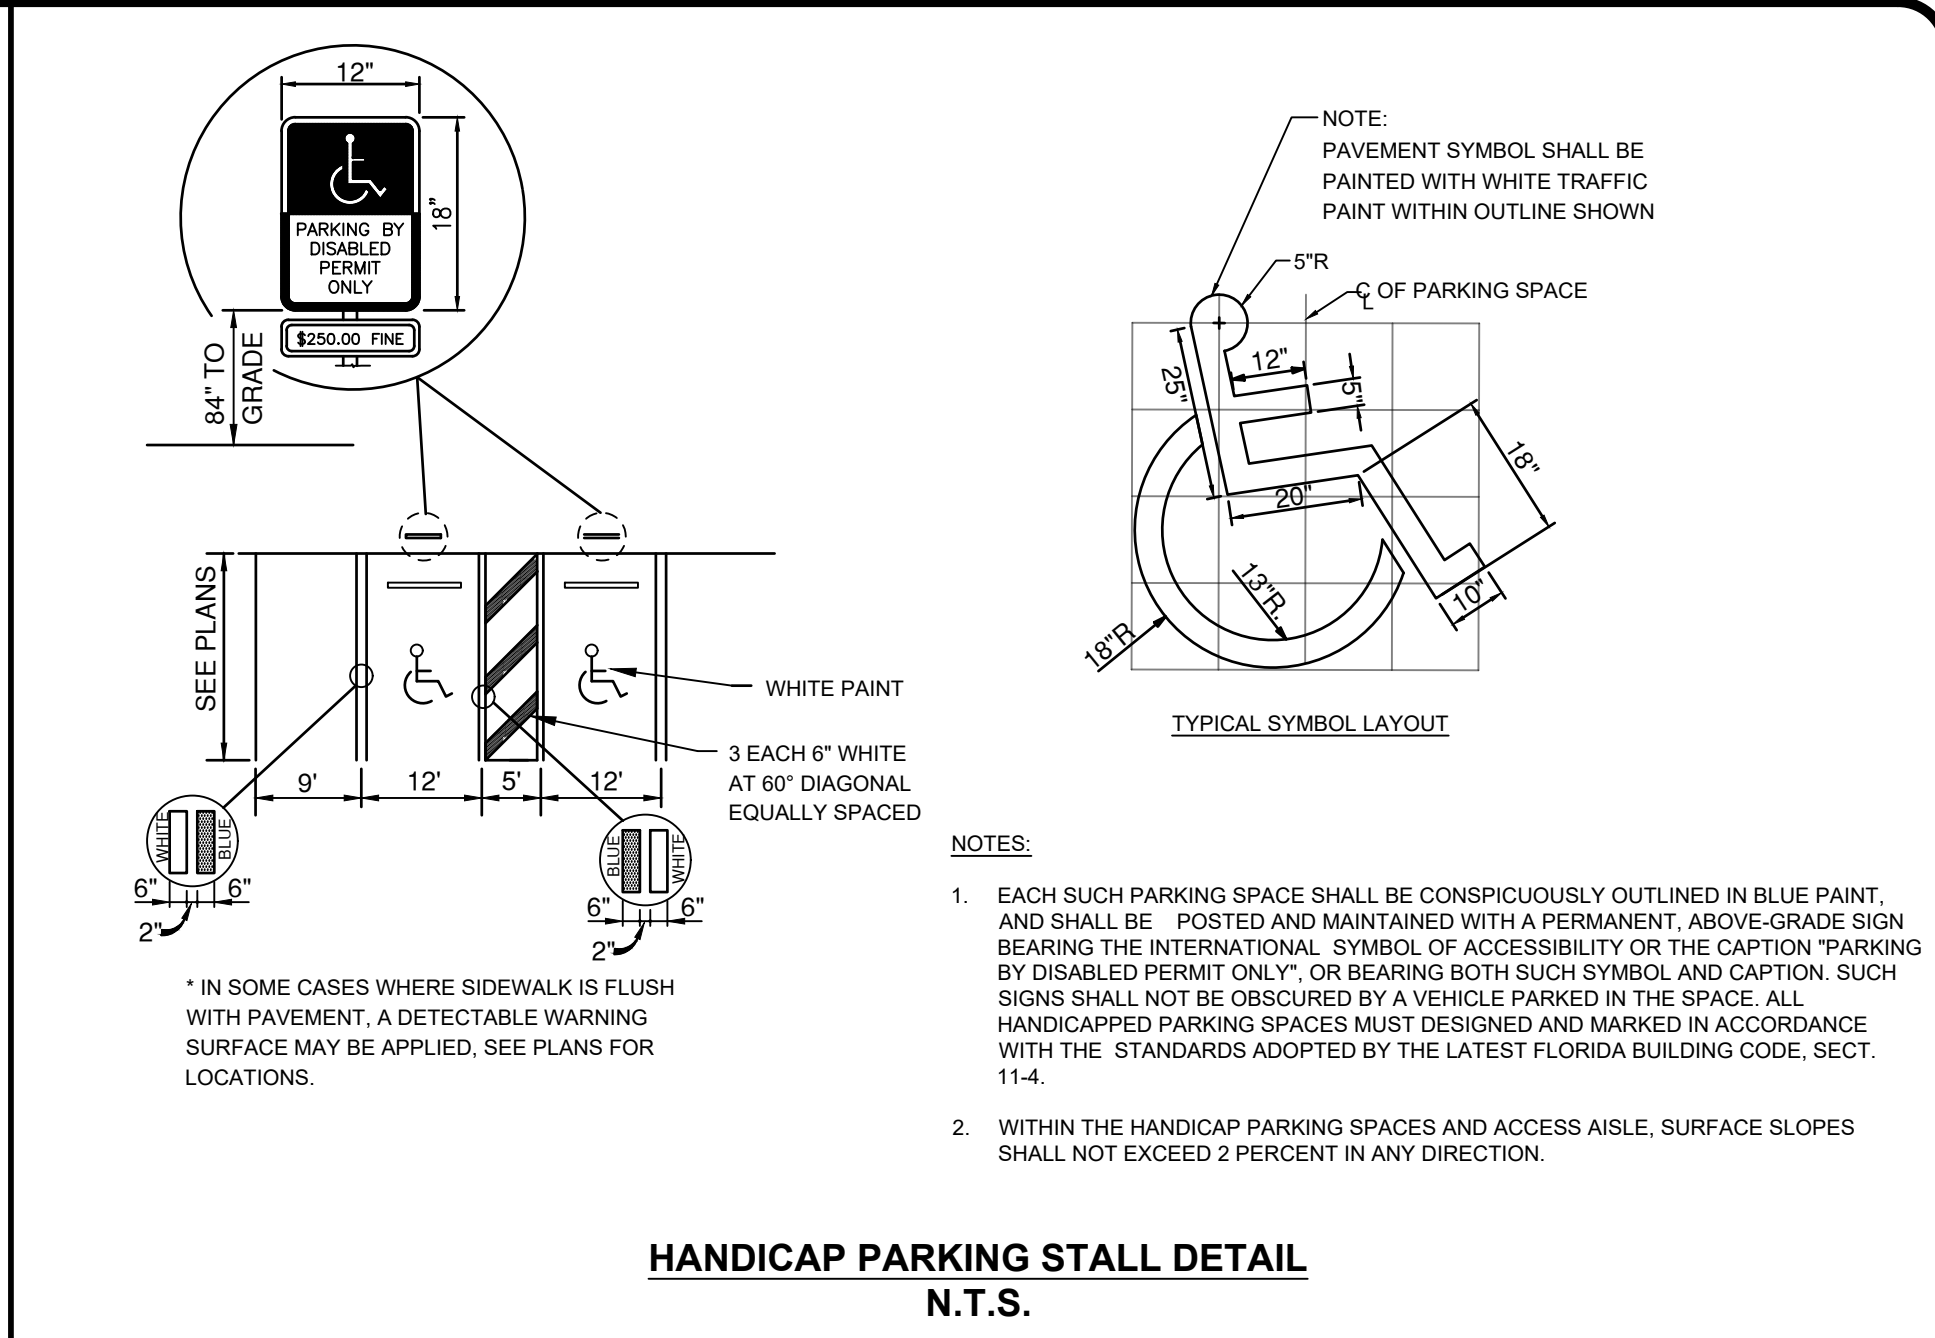 12"
18"
PARKING BY
DISABLED
PERMIT
ONLY
$250.00 FINE
84" TO
GRADE
SEE PLANS
9'
12'
5'
12'
WHITE PAINT
3 EACH 6" WHITE
AT 60° DIAGONAL
EQUALLY SPACED
WHITE
BLUE
6"
6"
2"
BLUE
WHITE
6"
6"
2"
* IN SOME CASES WHERE SIDEWALK IS FLUSH
WITH PAVEMENT, A DETECTABLE WARNING
SURFACE MAY BE APPLIED, SEE PLANS FOR
LOCATIONS.
NOTE:
PAVEMENT SYMBOL SHALL BE
PAINTED WITH WHITE TRAFFIC
PAINT WITHIN OUTLINE SHOWN
5"R
CL OF PARKING SPACE
25"
12"
5"
18"
20"
13"R.
10"
18"R
TYPICAL SYMBOL LAYOUT
NOTES:
1. EACH SUCH PARKING SPACE SHALL BE CONSPICUOUSLY OUTLINED IN BLUE PAINT,
AND SHALL BE POSTED AND MAINTAINED WITH A PERMANENT, ABOVE-GRADE SIGN
BEARING THE INTERNATIONAL SYMBOL OF ACCESSIBILITY OR THE CAPTION "PARKING
BY DISABLED PERMIT ONLY", OR BEARING BOTH SUCH SYMBOL AND CAPTION. SUCH
SIGNS SHALL NOT BE OBSCURED BY A VEHICLE PARKED IN THE SPACE. ALL
HANDICAPPED PARKING SPACES MUST DESIGNED AND MARKED IN ACCORDANCE
WITH THE STANDARDS ADOPTED BY THE LATEST FLORIDA BUILDING CODE, SECT.
11-4.
2. WITHIN THE HANDICAP PARKING SPACES AND ACCESS AISLE, SURFACE SLOPES
SHALL NOT EXCEED 2 PERCENT IN ANY DIRECTION.
HANDICAP PARKING STALL DETAIL
N.T.S.